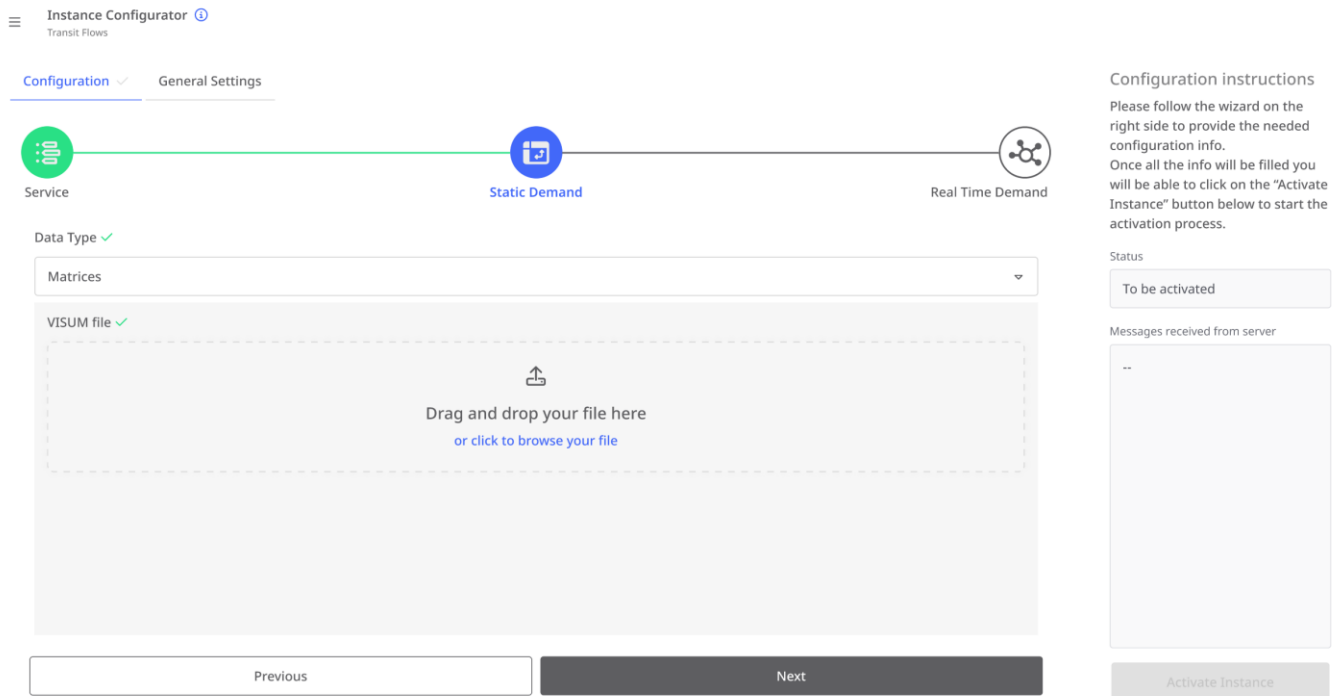 Instance Configurator
Transit Flows
Configuration
General Settings
Service
Static Demand
Real Time Demand
Data Type
Matrices
VISUM file
Drag and drop your file here
or click to browse your file
Previous
Next
Configuration instructions
Please follow the wizard on the
right side to provide the needed
configuration info.
Once all the info will be filled you
will be able to click on the “Activate
Instance” button below to start the
activation process.
Status
To be activated
Messages received from server
--
Activate Instance